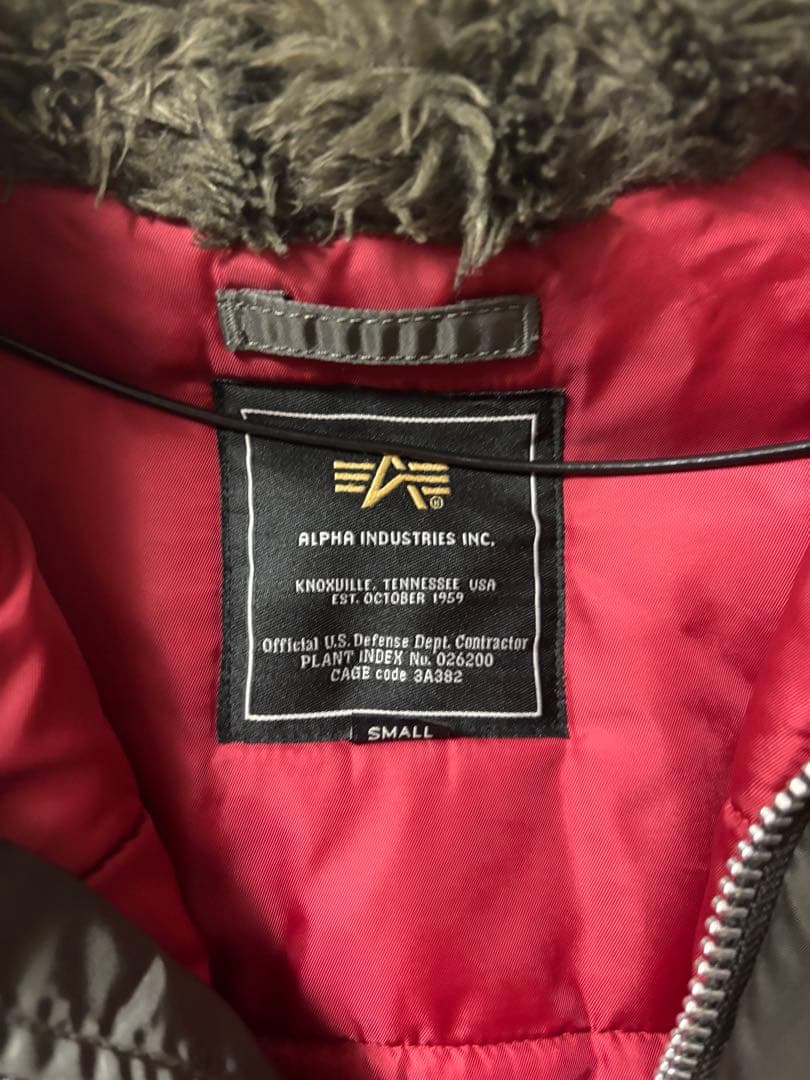 ALPHA INDUSTRIES INC.
KNOXVILLE, TENNESSEE USA
EST. OCTOBER 1959
Official U.S. Defense Dept. Contractor
PLANT INDEX No. 026200
CAGE code 3A382
SMALL